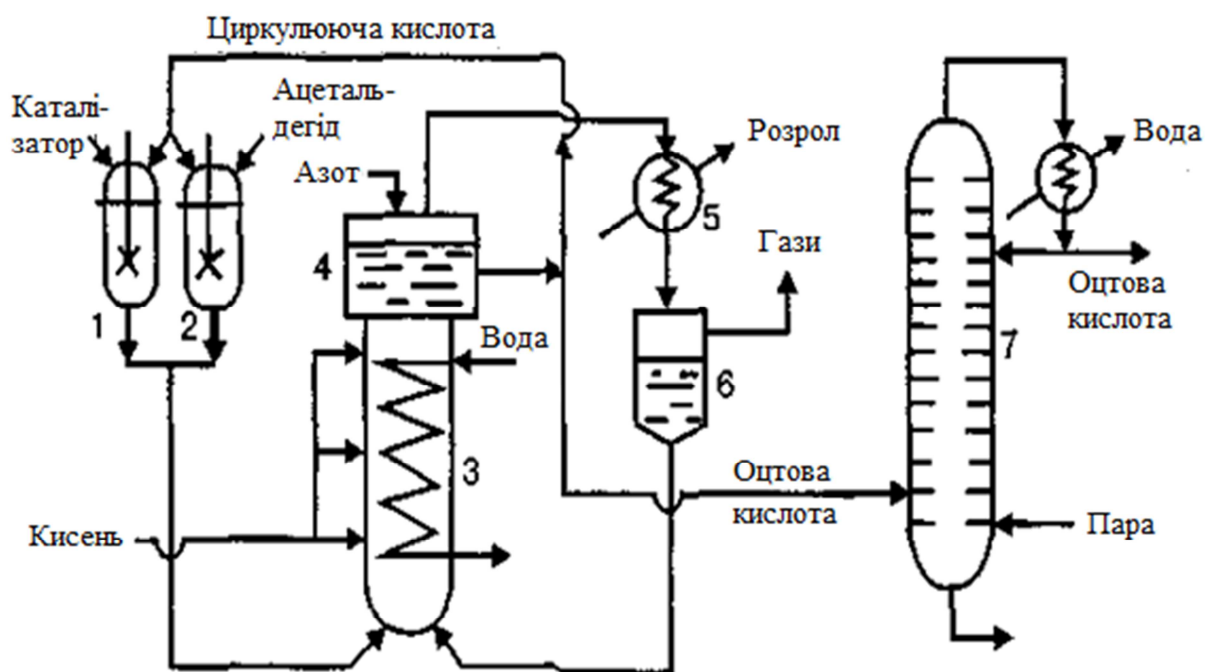 Циркулююча кислота
Каталі-
затор
Ацеталь-
дегід
Азот
Розрол
Вода
4
5
Гази
Оцтова
кислота
1
2
Вода
7
6
3
Оцтова
кислота
Кисень
Пара